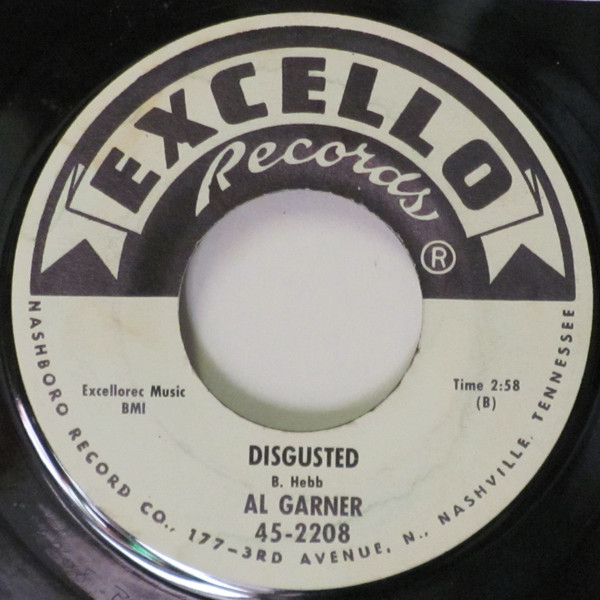 EXCELLO
Records
®
Excellorec Music
BMI
Time 2:58
(B)
DISGUSTED
B. Hebb
AL GARNER
45-2208
NASHBORO RECORD CO., 177-3RD AVENUE, N., NASHVILLE, TENNESSEE